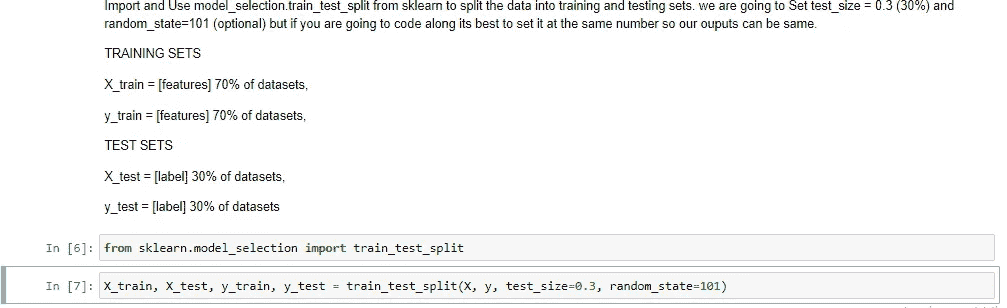 Import and Use model_selection.train_test_split from sklearn to split the data into training and testing sets. we are going to Set test_size = 0.3 (30%) and
random_state=101 (optional) but if you are going to code along its best to set it at the same number so our ouputs can be same.
TRAINING SETS
X_train = [features] 70% of datasets,
y_train = [features] 70% of datasets,
TEST SETS
X_test = [label] 30% of datasets,
y_test = [label] 30% of datasets
In [6]: from sklearn.model_selection import train_test_split
In [7]: X_train, X_test, y_train, y_test = train_test_split(X, y, test_size=0.3, random_state=101)